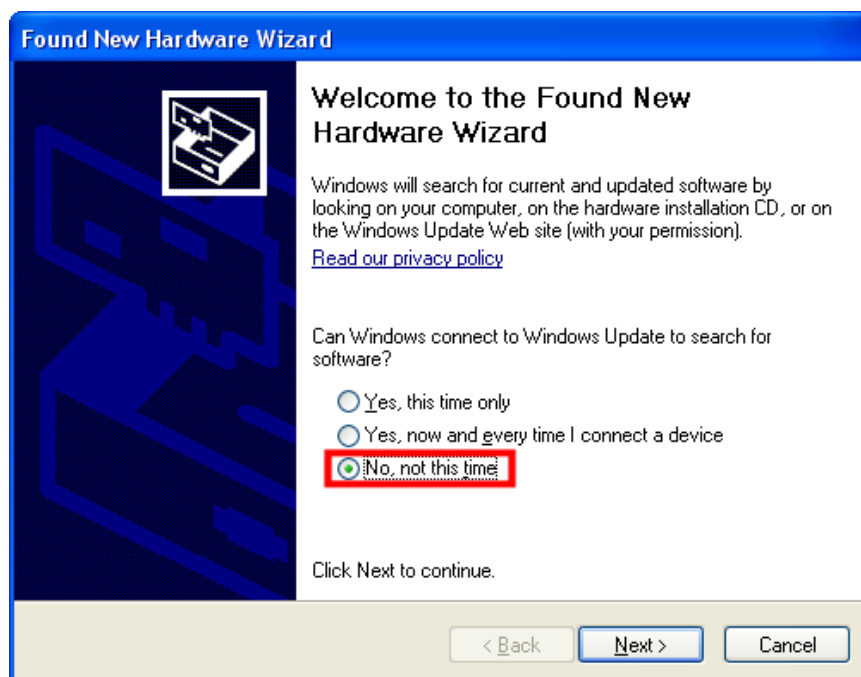 Found New Hardware Wizard
Welcome to the Found New
Hardware Wizard
Windows will search for current and updated software by
looking on your computer, on the hardware installation CD, or on
the Windows Update Web site (with your permission).
Read our privacy policy
Can Windows connect to Windows Update to search for
software?
Yes, this time only
Yes, now and every time I connect a device
No, not this time
Click Next to continue.
< Back
Next >
Cancel